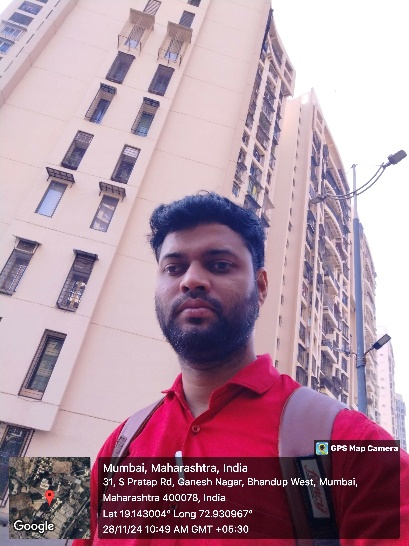 GPS Map Camera
Mumbai, Maharashtra, India
31, S Pratap Rd, Ganesh Nagar, Bhandup West, Mumbai,
Maharashtra 400078, India
Lat 19.143004° Long 72.930967°
28/11/24 10:49 AM GMT +05:30
Google